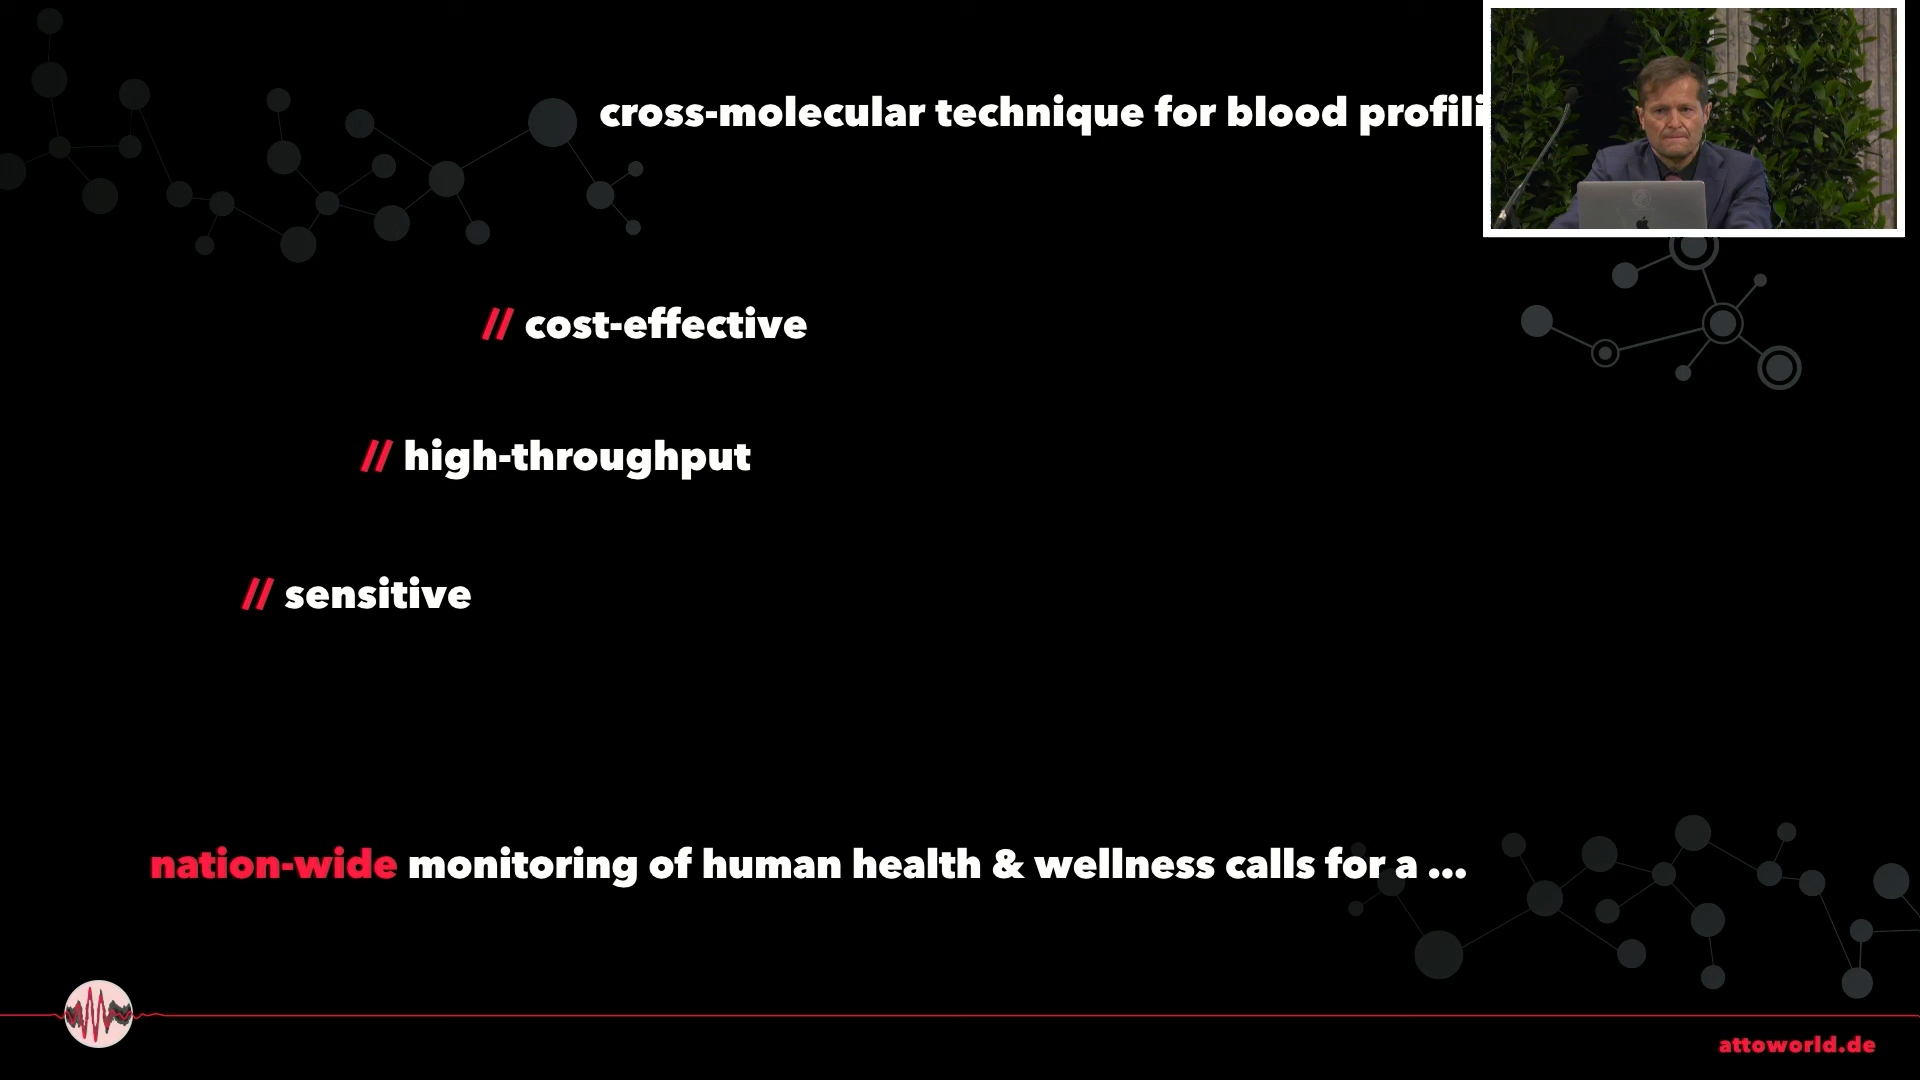 cross-molecular technique for blood profili
// cost-effective
// high-throughput
// sensitive
nation-wide monitoring of human health & wellness calls for a ...
attoworld.de